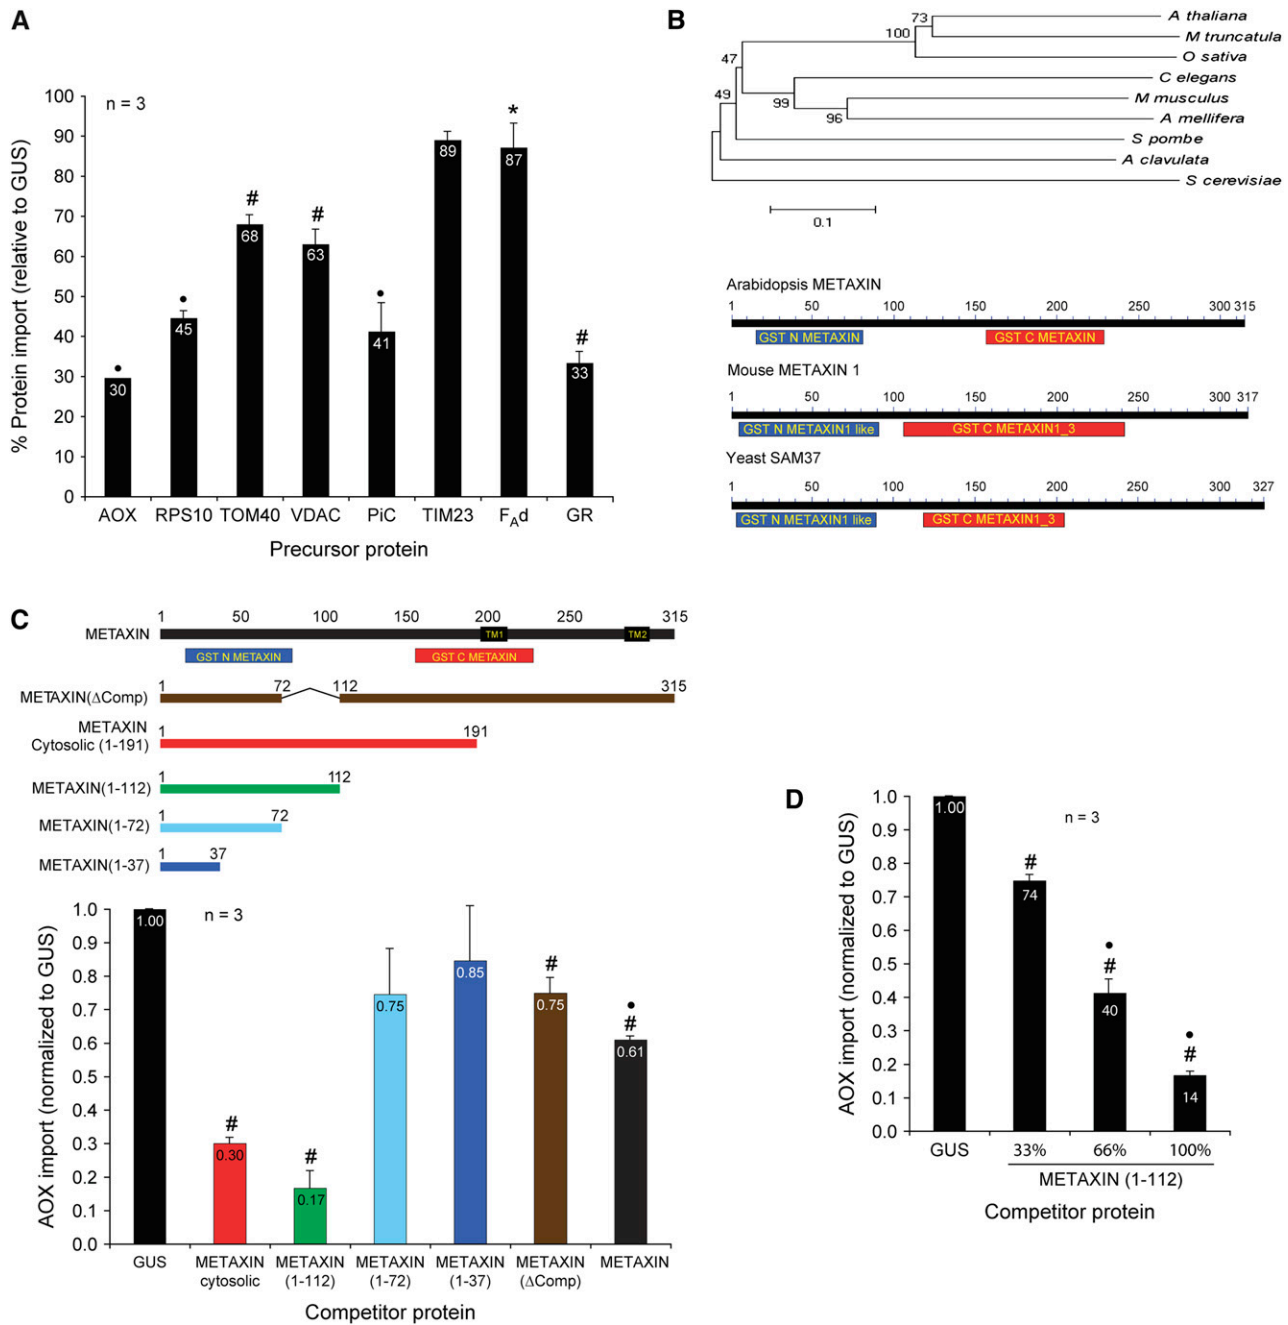 A
n = 3
% Protein import (relative to GUS)
100
90
80
70
60
50
40
30
20
10
0
•
30
•
45
#
68
#
63
•
41
89
*
87
#
33
AOX RPS10 TOM40 VDAC PiC TIM23 FAd GR
Precursor protein
B
73
100
47
49
99
96
A thaliana
M truncatula
O sativa
C elegans
M musculus
A mellifera
S pombe
A clavulata
S cerevisiae
0.1
Arabidopsis METAXIN
1 50 100 150 200 250 300 315
GST N METAXIN GST C METAXIN
Mouse METAXIN 1
1 50 100 150 200 250 300 317
GST N METAXIN1 like GST C METAXIN1_3
Yeast SAM37
1 50 100 150 200 250 300 327
GST N METAXIN1 like GST C METAXIN1_3
C
1 50 100 150 200 250 315
METAXIN TM1 TM2
GST N METAXIN GST C METAXIN
1 72 112 315
METAXIN(ΔComp)
METAXIN
Cytosolic (1-191)
1 191
1 112
METAXIN(1-112)
1 72
METAXIN(1-72)
1 37
METAXIN(1-37)
AOX import (normalized to GUS)
1.0
0.9
0.8
0.7
0.6
0.5
0.4
0.3
0.2
0.1
0.0
n = 3
1.00
#
0.30
#
0.17
0.75
0.85
#
0.75
•
#
0.61
GUS METAXIN METAXIN METAXIN METAXIN METAXIN METAXIN
cytosolic (1-112) (1-72) (1-37) (ΔComp)
Competitor protein
D
AOX import (normalized to GUS)
1.0
0.9
0.8
0.7
0.6
0.5
0.4
0.3
0.2
0.1
0.0
n = 3
1.00
#
74
•
#
40
•
#
14
GUS 33% 66% 100%
METAXIN (1-112)
Competitor protein